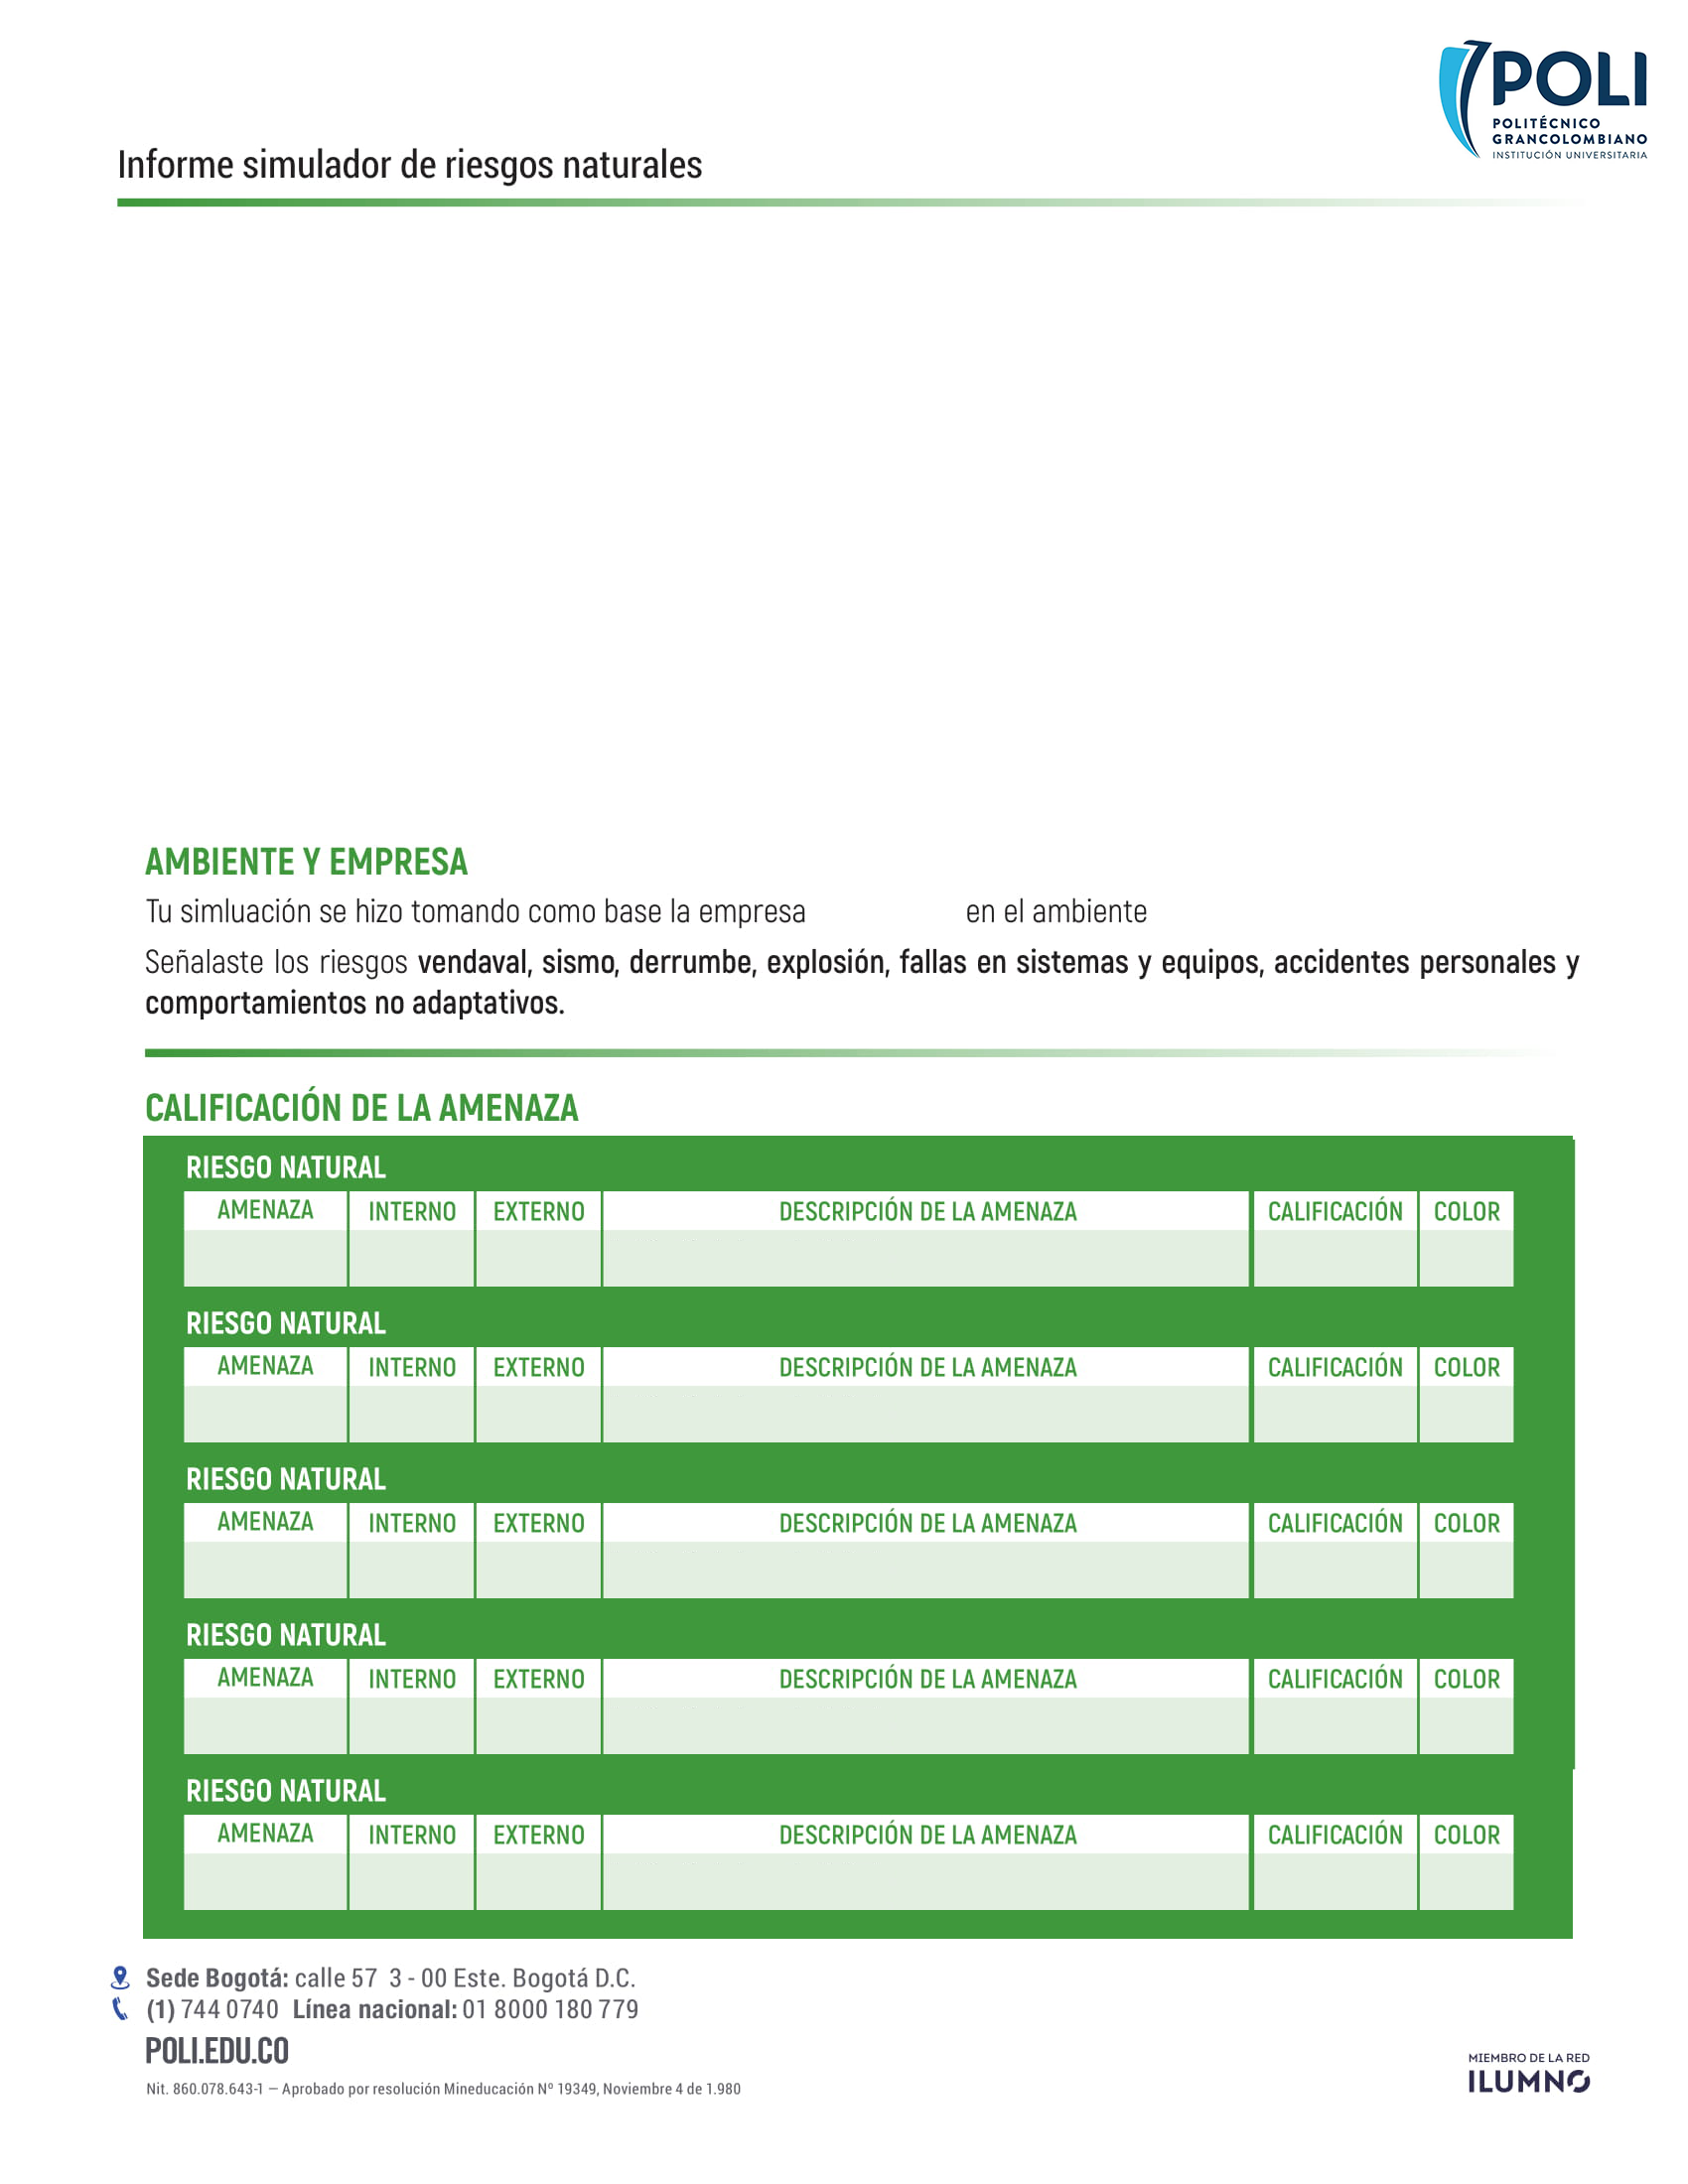 POLI
POLITÉCNICO
GRANCOLOMBIANO
INSTITUCIÓN UNIVERSITARIA
Informe simulador de riesgos naturales
AMBIENTE Y EMPRESA
Tu simluación se hizo tomando como base la empresa en el ambiente
Señalaste los riesgos vendaval, sismo, derrumbe, explosión, fallas en sistemas y equipos, accidentes personales y
comportamientos no adaptativos.
CALIFICACIÓN DE LA AMENAZA
RIESGO NATURAL
AMENAZA INTERNO EXTERNO DESCRIPCIÓN DE LA AMENAZA CALIFICACIÓN COLOR
RIESGO NATURAL
AMENAZA INTERNO EXTERNO DESCRIPCIÓN DE LA AMENAZA CALIFICACIÓN COLOR
RIESGO NATURAL
AMENAZA INTERNO EXTERNO DESCRIPCIÓN DE LA AMENAZA CALIFICACIÓN COLOR
RIESGO NATURAL
AMENAZA INTERNO EXTERNO DESCRIPCIÓN DE LA AMENAZA CALIFICACIÓN COLOR
RIESGO NATURAL
AMENAZA INTERNO EXTERNO DESCRIPCIÓN DE LA AMENAZA CALIFICACIÓN COLOR
Sede Bogotá: calle 57 3 - 00 Este. Bogotá D.C.
(1) 744 0740 Línea nacional: 01 8000 180 779
POLI.EDU.CO
Nit. 860.078.643-1 — Aprobado por resolución Mineducación Nº 19349, Noviembre 4 de 1.980
MIEMBRO DE LA RED
ILUMNO